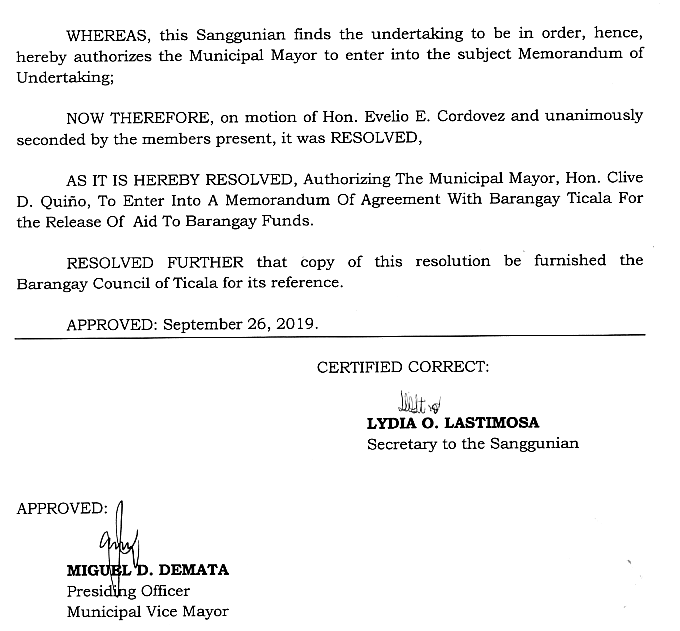 WHEREAS, this Sanggunian finds the undertaking to be in order, hence,
hereby authorizes the Municipal Mayor to enter into the subject Memorandum of
Undertaking;
NOW THEREFORE, on motion of Hon. Evelio E. Cordovez and unanimously
seconded by the members present, it was RESOLVED,
AS IT IS HEREBY RESOLVED, Authorizing The Municipal Mayor, Hon. Clive
D. Quiño, To Enter Into A Memorandum Of Agreement With Barangay Ticala For
the Release Of Aid To Barangay Funds.
RESOLVED FURTHER that copy of this resolution be furnished the
Barangay Council of Ticala for its reference.
APPROVED: September 26, 2019.
CERTIFIED CORRECT:
LYDIA O. LASTIMOSA
Secretary to the Sanggunian
APPROVED:
MIGUEL D. DEMATA
Presiding Officer
Municipal Vice Mayor